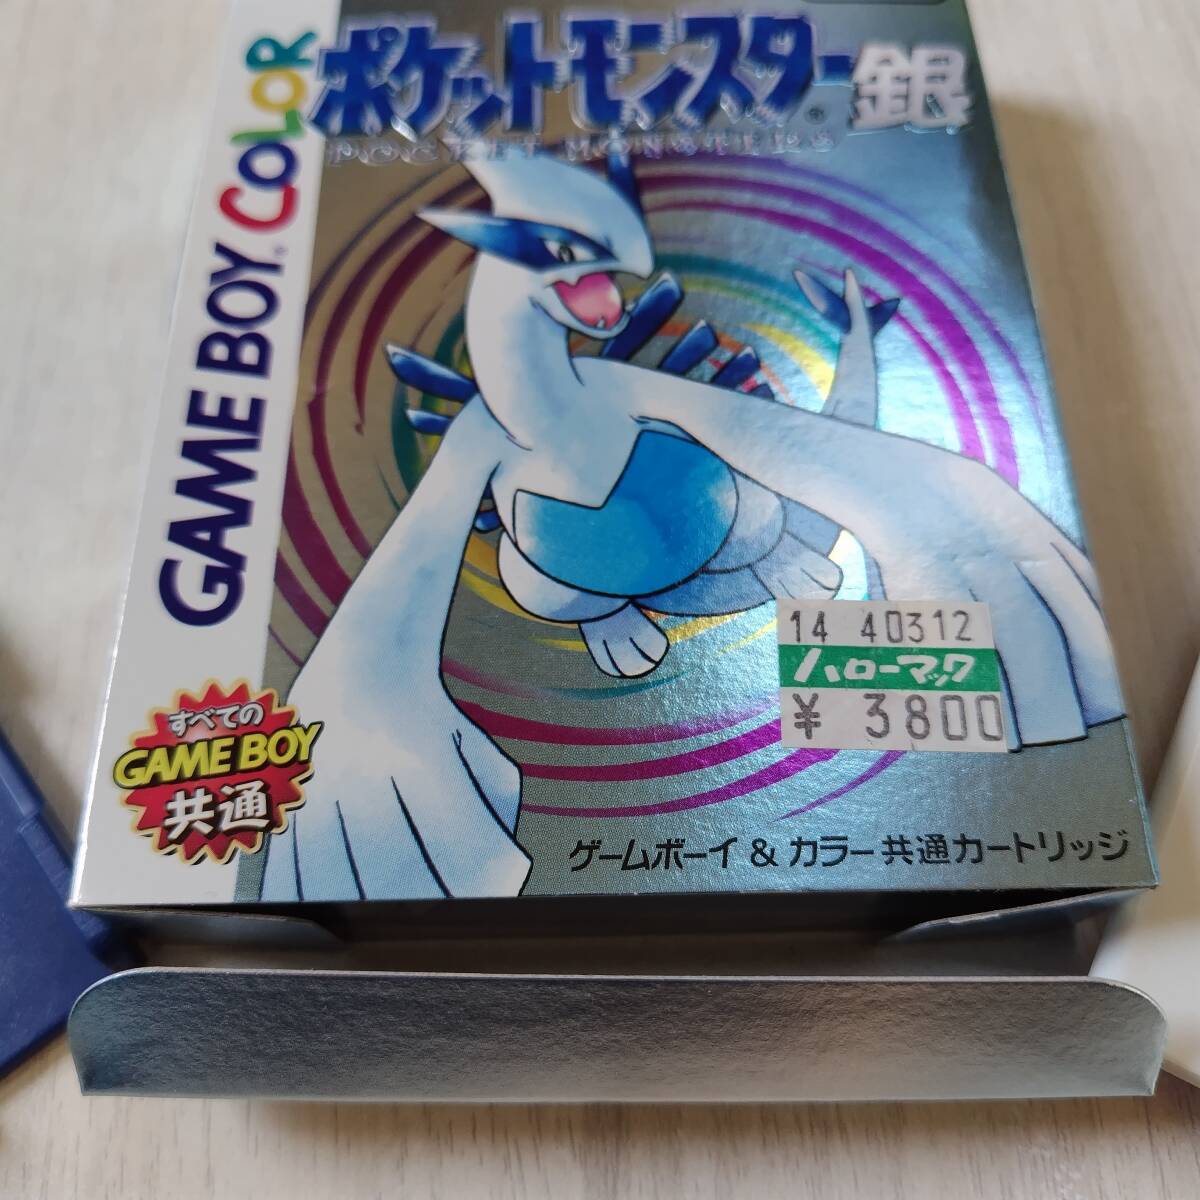 ポケットモンスター®銀
POCKET MONSTERS
GAME BOY COLOR
14 40312
ハローマック
¥ 3800
すべての
GAME BOY
共通
ゲームボーイ & カラー共通カートリッジ